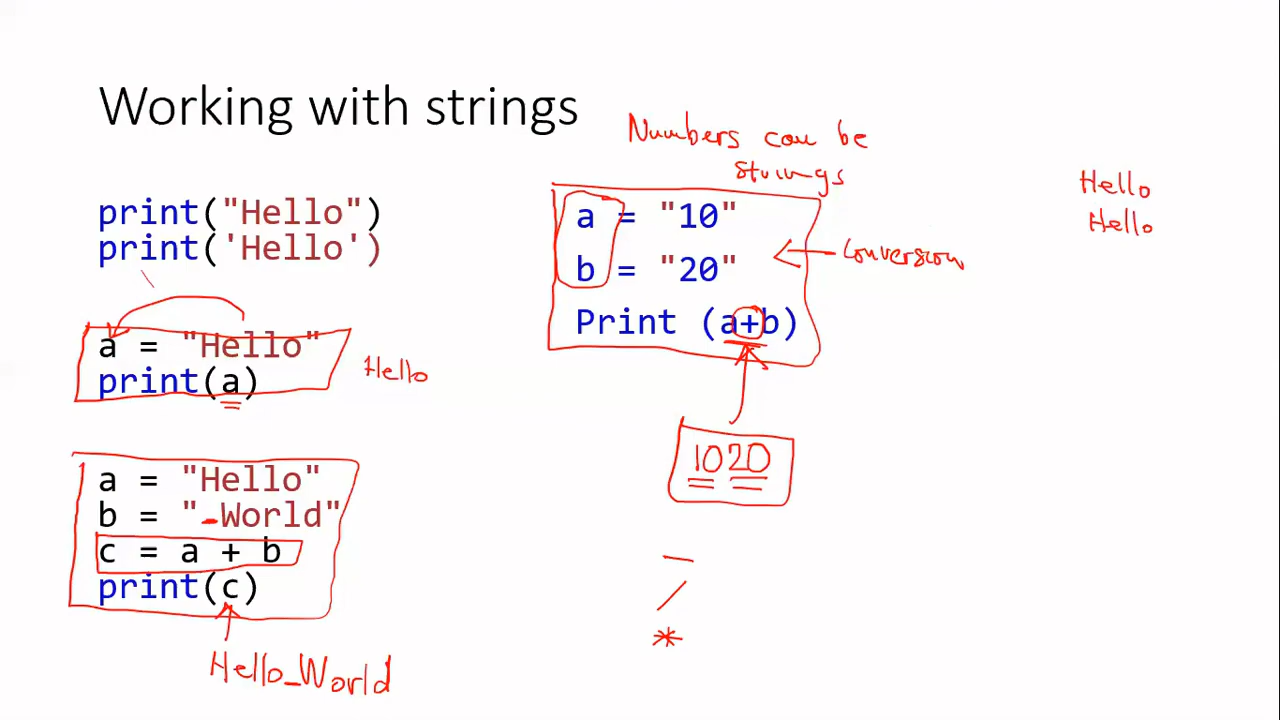 Working with strings
print("Hello")
print('Hello')
a = "Hello"
print(a)
Hello
a = "Hello"
b = "-World"
c = a + b
print(c)
Hello_World
Numbers can be
strings
a = "10"
b = "20"
Print (a+b)
Conversion
1020
–
/
*
Hello
Hello